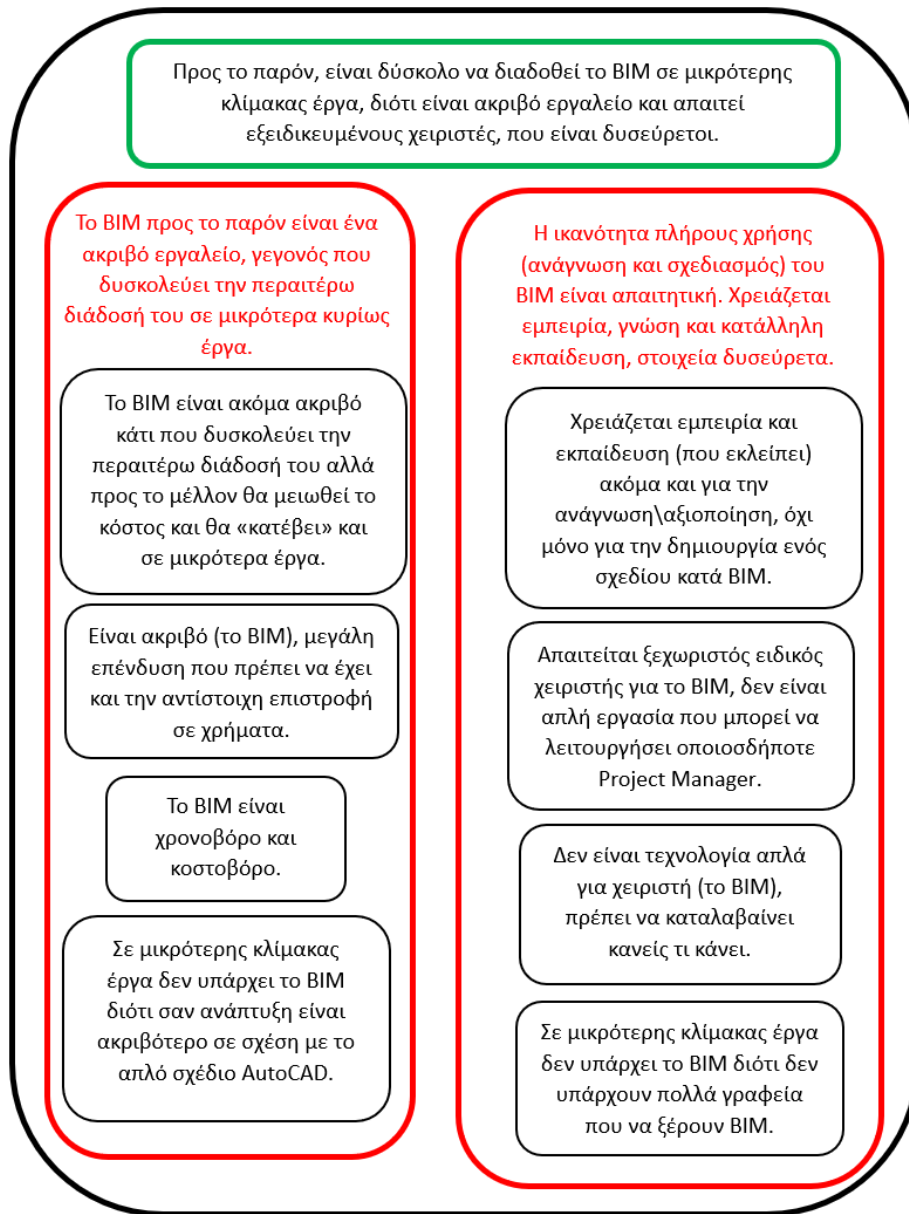 Προς το παρόν, είναι δύσκολο να διαδοθεί το BIM σε μικρότερης
κλίμακας έργα, διότι είναι ακριβό εργαλείο και απαιτεί
εξειδικευμένους χειριστές, που είναι δυσεύρετοι.
Το BIM προς το παρόν είναι ένα
ακριβό εργαλείο, γεγονός που
δυσκολεύει την περαιτέρω
διάδοσή του σε μικρότερα κυρίως
έργα.
Το BIM είναι ακόμα ακριβό
κάτι που δυσκολεύει την
περαιτέρω διάδοσή του αλλά
προς το μέλλον θα μειωθεί το
κόστος και θα «κατέβει» και
σε μικρότερα έργα.
Είναι ακριβό (το BIM), μεγάλη
επένδυση που πρέπει να έχει
και την αντίστοιχη επιστροφή
σε χρήματα.
Το BIM είναι
χρονοβόρο και
κοστοβόρο.
Σε μικρότερης κλίμακας
έργα δεν υπάρχει το BIM
διότι σαν ανάπτυξη είναι
ακριβότερο σε σχέση με το
απλό σχέδιο AutoCAD.
Η ικανότητα πλήρους χρήσης
(ανάγνωση και σχεδιασμός) του
BIM είναι απαιτητική. Χρειάζεται
εμπειρία, γνώση και κατάλληλη
εκπαίδευση, στοιχεία δυσεύρετα.
Χρειάζεται εμπειρία και
εκπαίδευση (που εκλείπει)
ακόμα και για την
ανάγνωση\αξιοποίηση, όχι
μόνο για την δημιουργία ενός
σχεδίου κατά BIM.
Απαιτείται ξεχωριστός ειδικός
χειριστής για το BIM, δεν είναι
απλή εργασία που μπορεί να
λειτουργήσει οποιοσδήποτε
Project Manager.
Δεν είναι τεχνολογία απλά
για χειριστή (το BIM),
πρέπει να καταλαβαίνει
κανείς τι κάνει.
Σε μικρότερης κλίμακας έργα
δεν υπάρχει το BIM διότι δεν
υπάρχουν πολλά γραφεία
που να ξέρουν BIM.